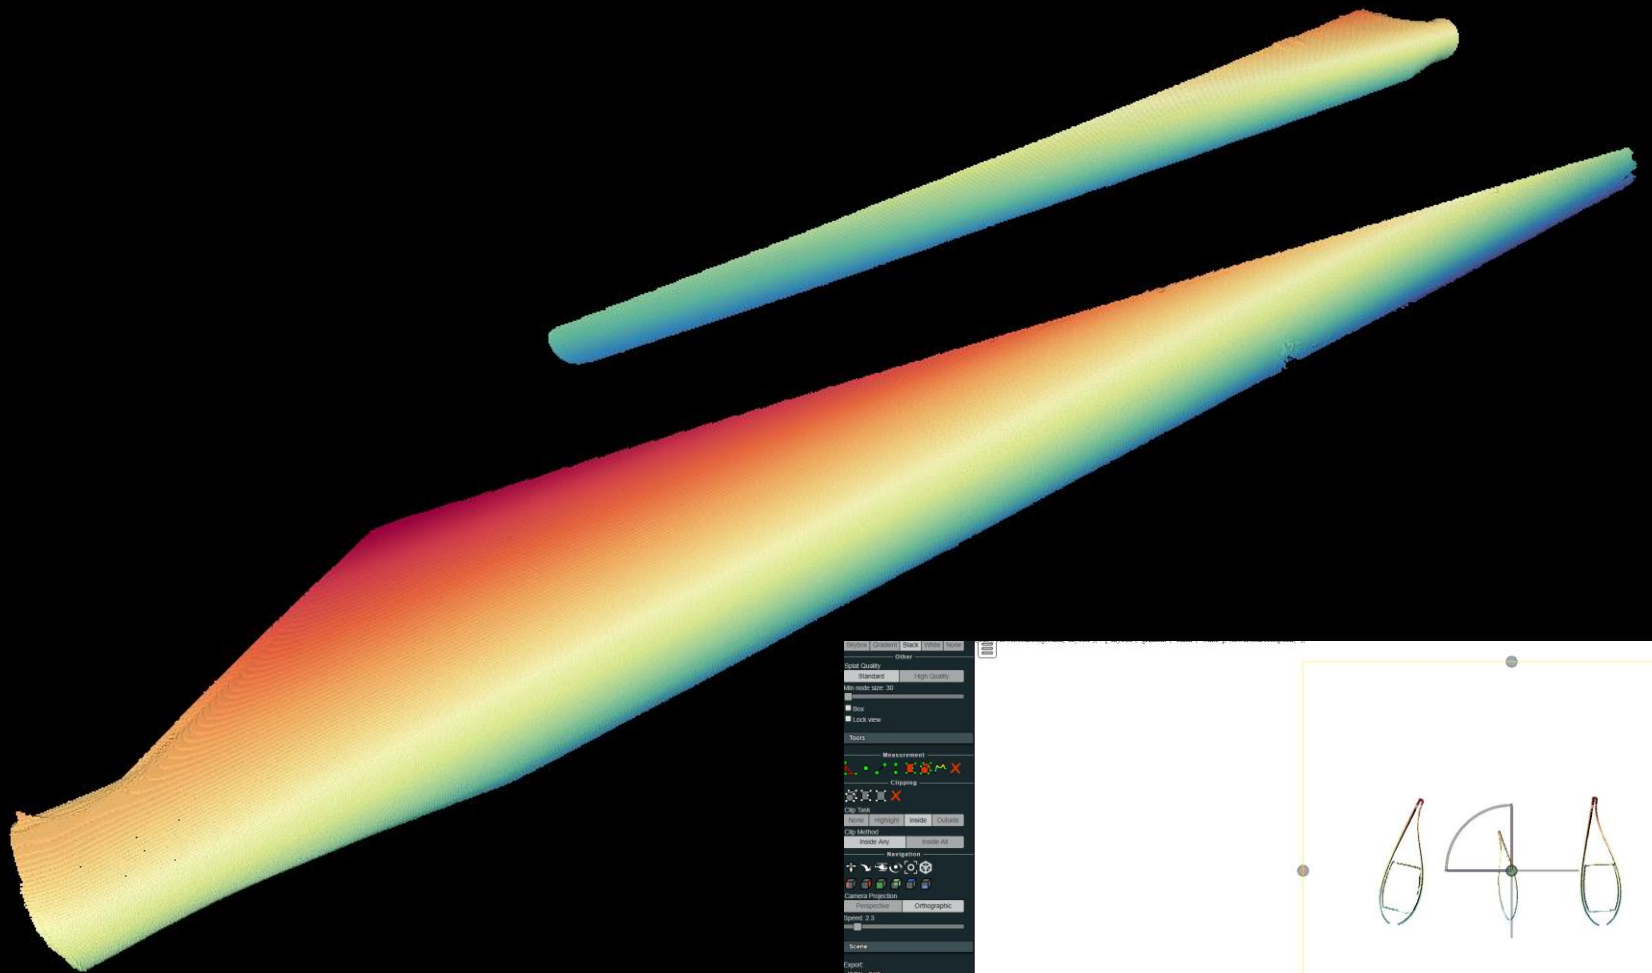 Skybox Gradient Black White None
Other
Splat Quality
Standard High Quality
Min node size: 30
Box
Lock view
Tools
Measurement
Clipping
Clip Task
None Highlight Inside Outside
Clip Method
Inside Any Inside All
Navigation
Camera Projection
Perspective Orthographic
Speed: 2.3
Scene
Export: